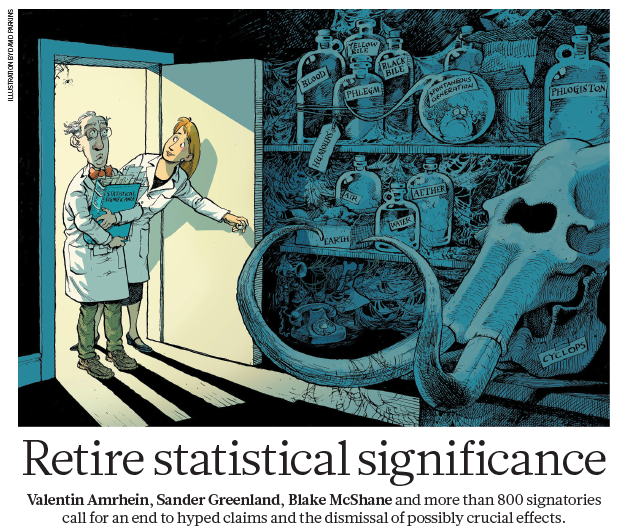 ILLUSTRATION BY DAVID PARKINS
BLOOD
YELLOW
BILE
BLACK
BILE
PHLEGM
HUMOURS
SPONTANEOUS
GENERATION
PHLOGISTON
STATISTICAL
SIGNIFICANCE
AIR
WATER
AETHER
EARTH
CYCLOPS
Retire statistical significance
Valentin Amrhein, Sander Greenland, Blake McShane and more than 800 signatories
call for an end to hyped claims and the dismissal of possibly crucial effects.